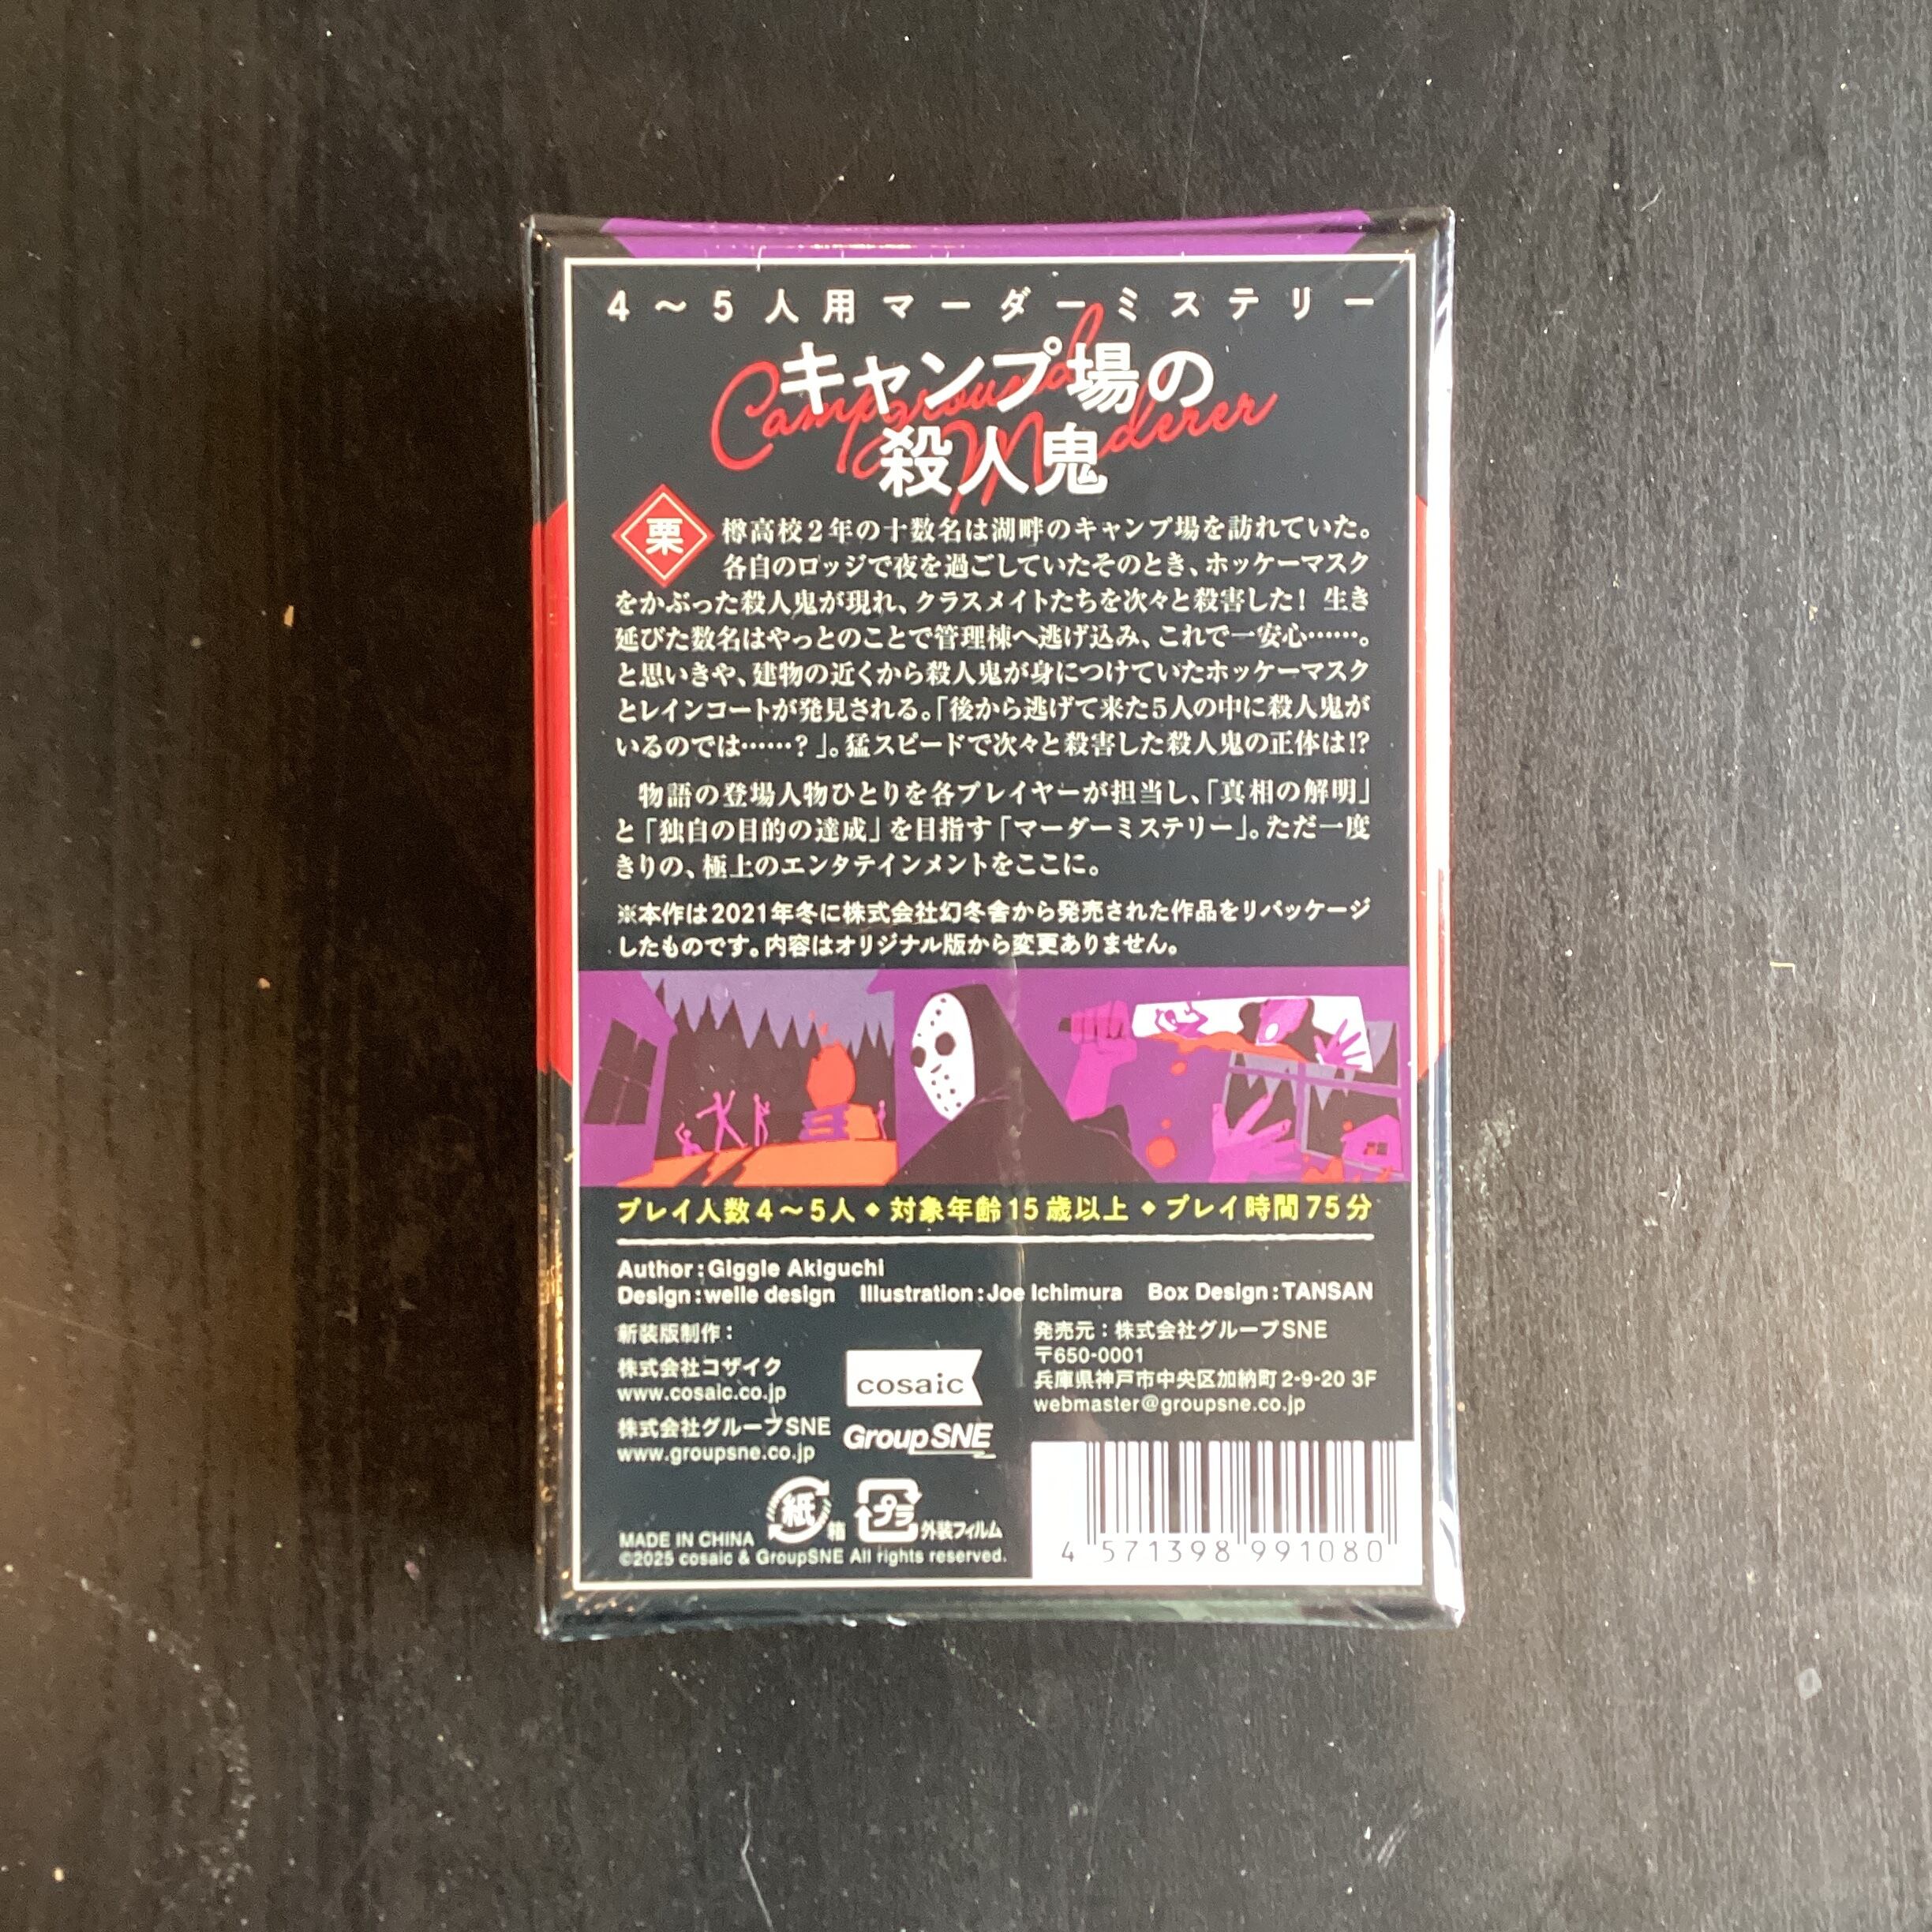 4〜5人用マーダーミステリー
Campground Murderer
キャンプ場の
殺人鬼
栗樽高校2年の十数名は湖畔のキャンプ場を訪れていた。
各自のロッジで夜を過ごしていたそのとき、ホッケーマスク
をかぶった殺人鬼が現れ、クラスメイトたちを次々と殺害した！ 生き
延びた数名はやっとのことで管理棟へ逃げ込み、これで一安心……。
と思いきや、建物の近くから殺人鬼が身につけていたホッケーマスク
とレインコートが発見される。「後から逃げて来た5人の中に殺人鬼が
いるのでは……？」。猛スピードで次々と殺害した殺人鬼の正体は!?
物語の登場人物ひとりを各プレイヤーが担当し、「真相の解明」
と「独自の目的の達成」を目指す「マーダーミステリー」。ただ一度
きりの、極上のエンタテインメントをここに。
※本作は2021年冬に株式会社幻冬舎から発売された作品をリパッケージ
したものです。内容はオリジナル版から変更ありません。
プレイ人数4〜5人◆対象年齢15歳以上◆プレイ時間75分
Author:Giggle Akiguchi
Design:welle design Illustration:Joe Ichimura Box Design:TANSAN
新装版制作：
株式会社コザイク
www.cosaic.co.jp
cosaic
株式会社グループSNE
www.groupsne.co.jp
GroupSNE
発売元：株式会社グループSNE
〒650-0001
兵庫県神戸市中央区加納町2-9-20 3F
webmaster@groupsne.co.jp
紙 箱 プラ 外装フィルム
MADE IN CHINA
©2025 cosaic & GroupSNE All rights reserved.
4 571398 991080